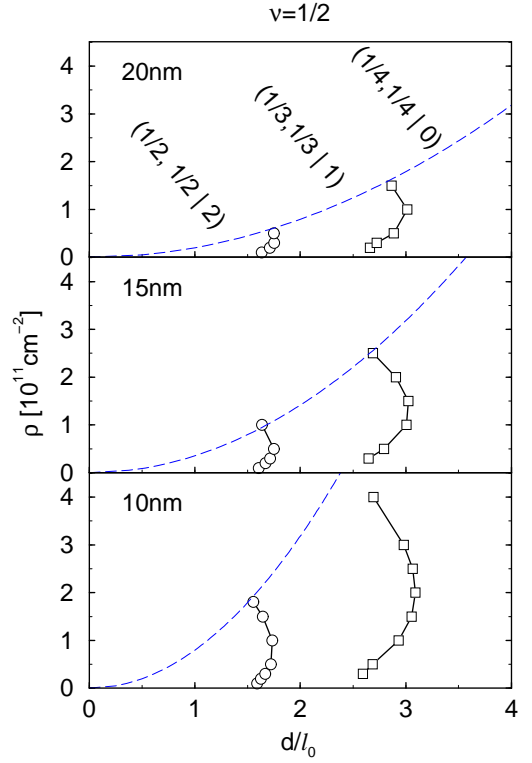 ν=1/2
4
3
2
1
0
20nm
(1/2, 1/2 | 2)
(1/3,1/3 | 1)
(1/4,1/4 | 0)
4
3
2
1
0
15nm
ρ [10¹¹cm⁻²]
4
3
2
1
0
10nm
0 1 2 3 4
d/l₀